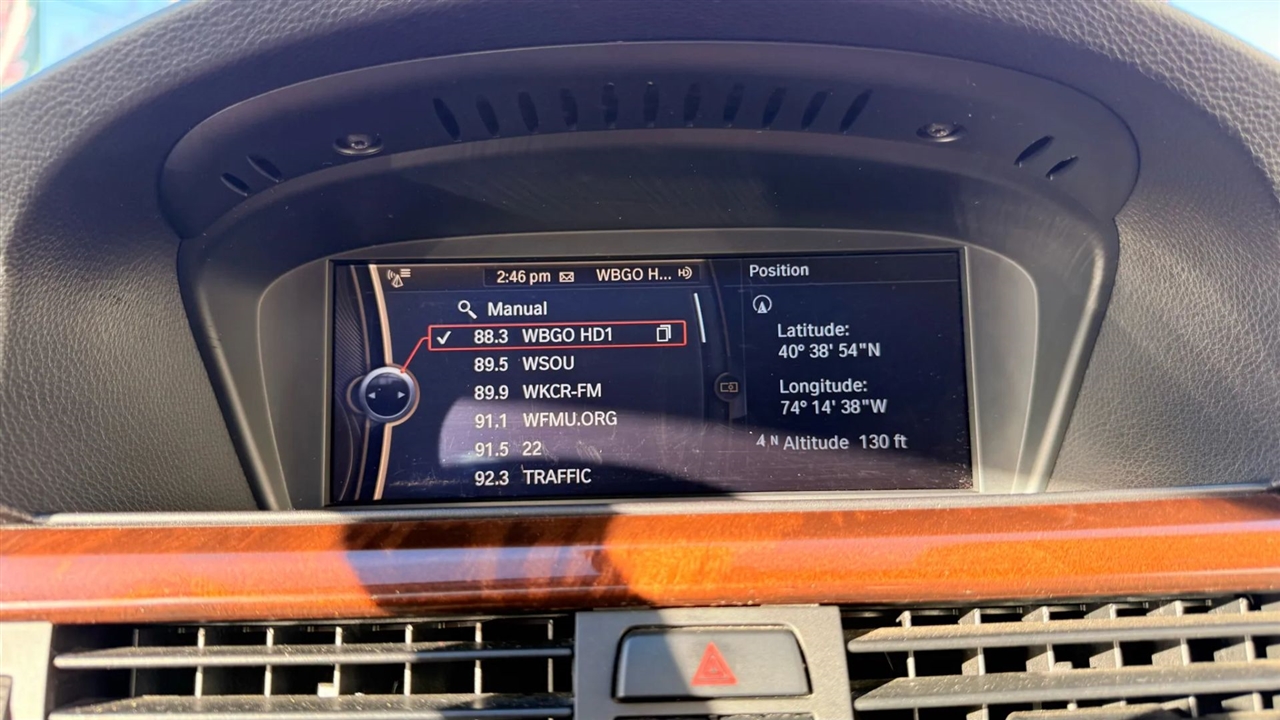 2:46 pm WBGO H...
Manual
88.3 WBGO HD1
89.5 WSOU
89.9 WKCR-FM
91.1 WFMU.ORG
91.5 22
92.3 TRAFFIC
Position
Latitude:
40° 38' 54"N
Longitude:
74° 14' 38"W
4 N Altitude 130 ft